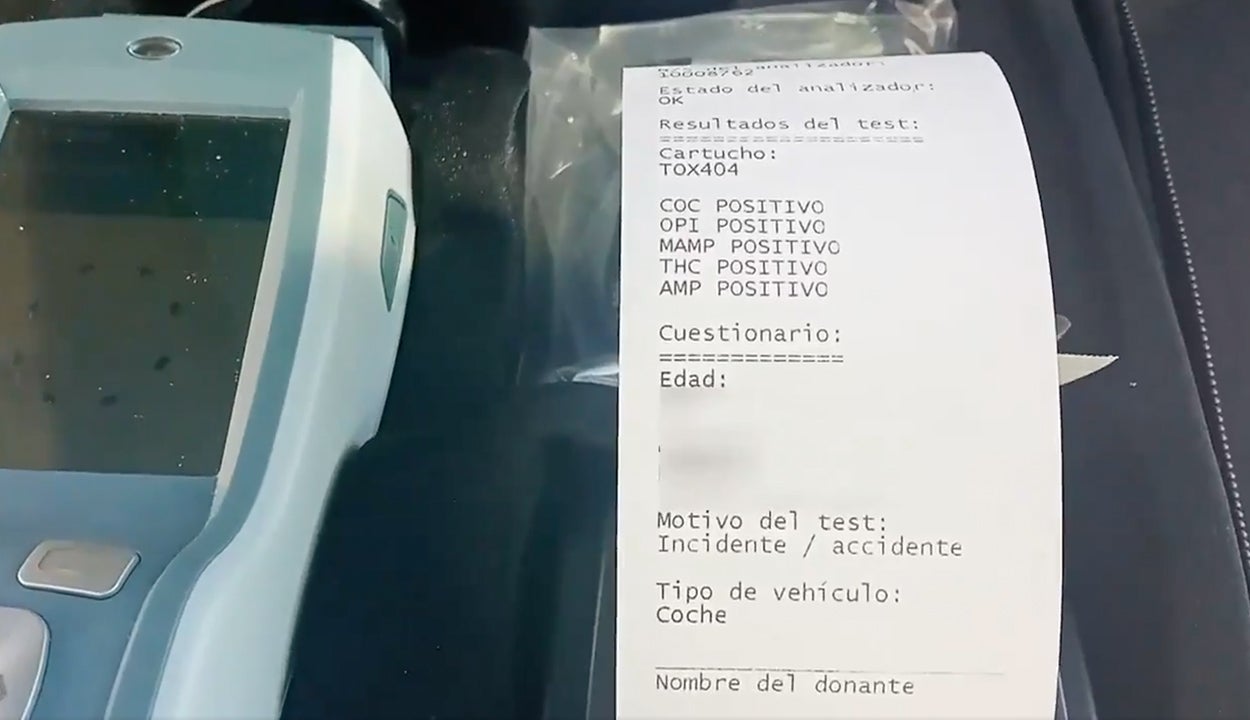 10008762
Estado del analizador:
OK
Resultados del test:
====================
Cartucho:
TOX404
COC POSITIVO
OPI POSITIVO
MAMP POSITIVO
THC POSITIVO
AMP POSITIVO
Cuestionario:
=============
Edad:
Motivo del test:
Incidente / accidente
Tipo de vehículo:
Coche
Nombre del donante